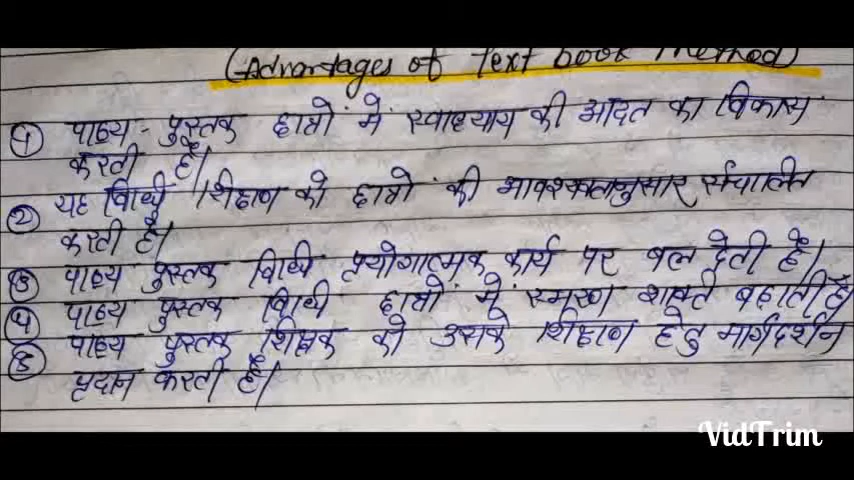 (Advantages of Text book Method)
① पाठ्य - पुस्तक छात्रों में स्वाध्याय की आदत का विकास
करती है।
② यह विधि शिक्षण को छात्रों की आवश्यकतानुसार संचालित
करती है।
③ पाठ्य पुस्तक विधि प्रयोगात्मक कार्य पर बल देती है।
④ पाठ्य पुस्तक विधि छात्रों में स्मरण शक्ति बढ़ाती है।
⑤ पाठ्य पुस्तक शिक्षक को उसके शिक्षण हेतु मार्गदर्शन
प्रदान करती है।
VidTrim